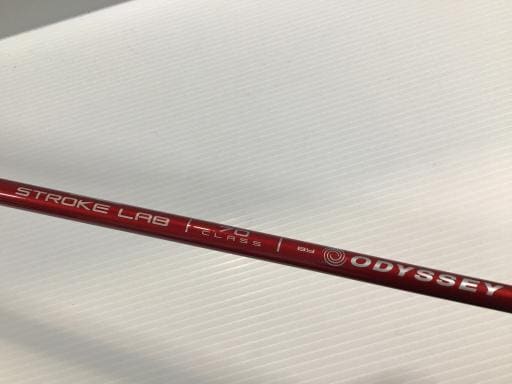 STROKE LAB | 70 CLASS | BY ODYSSEY